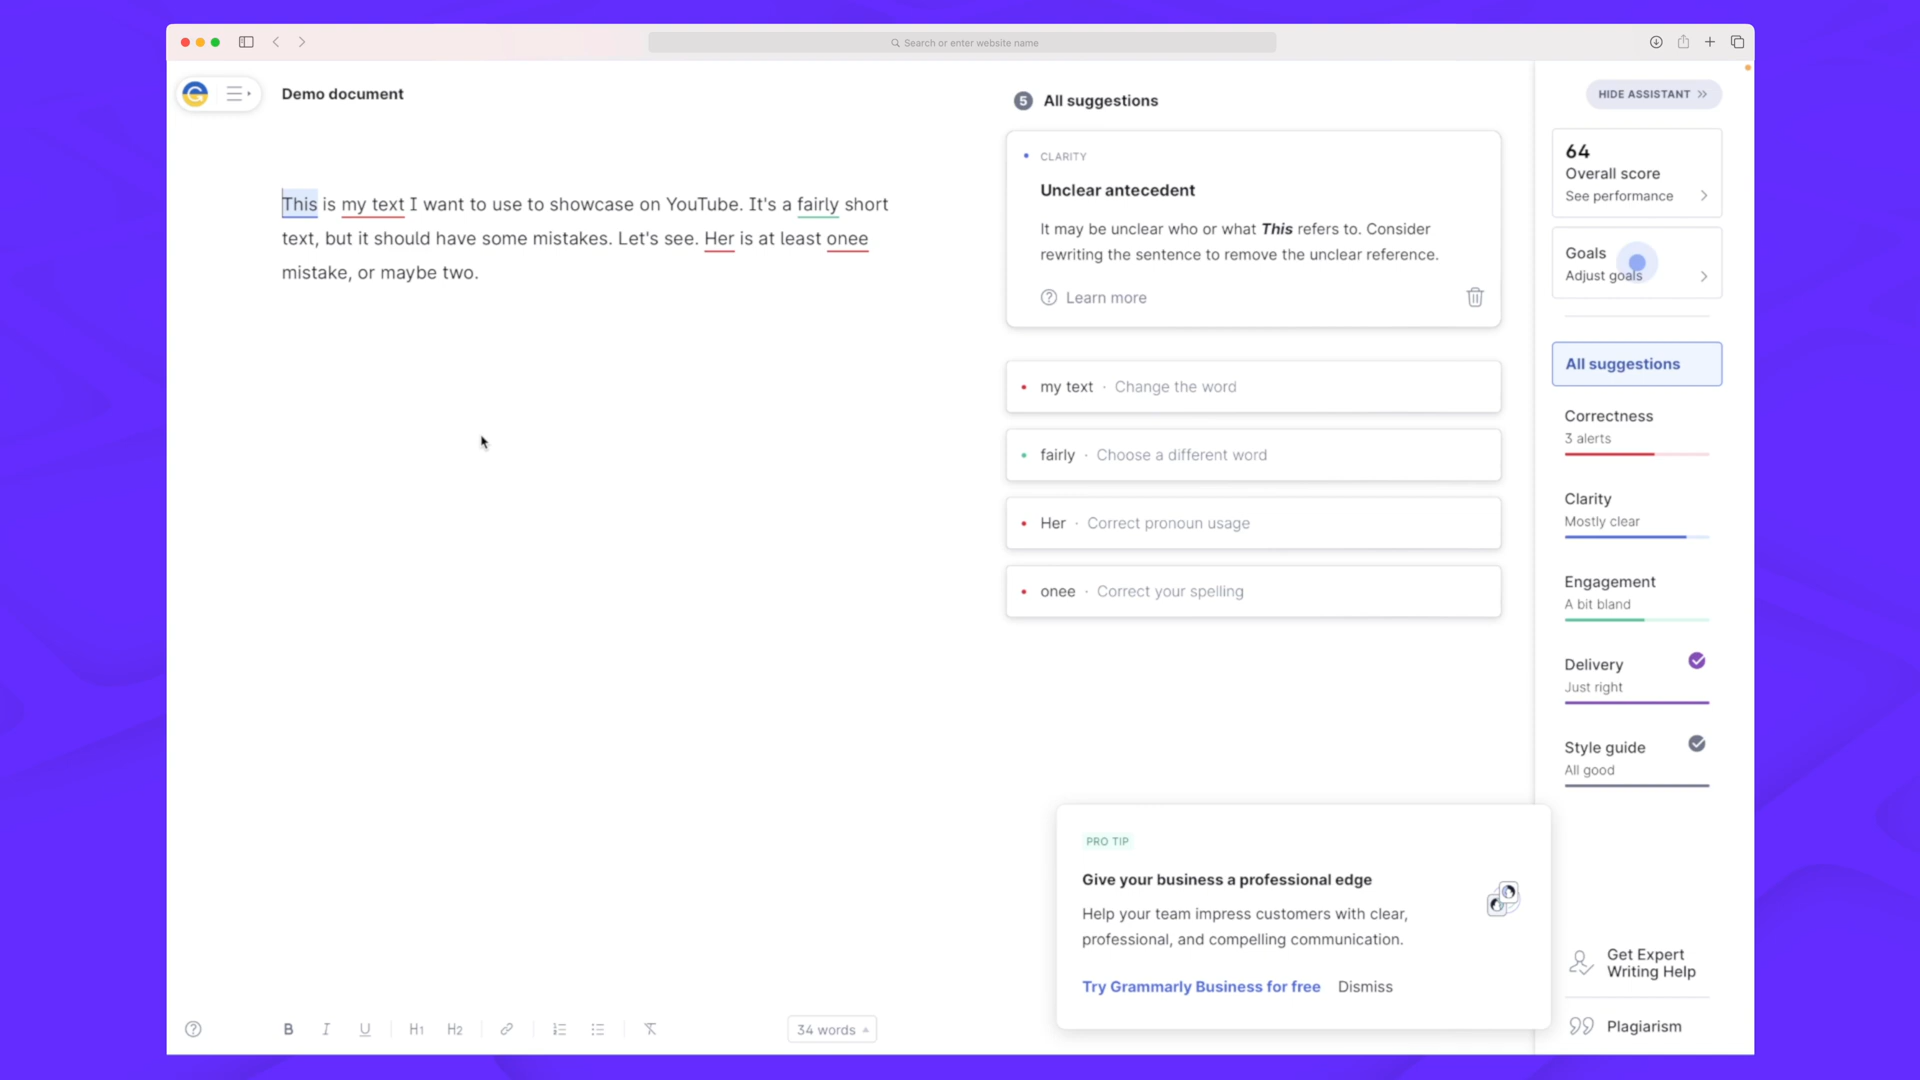 Search or enter website name
Demo document
This is my text I want to use to showcase on YouTube. It's a fairly short
text, but it should have some mistakes. Let's see. Her is at least onee
mistake, or maybe two.
5 All suggestions
CLARITY
Unclear antecedent
It may be unclear who or what This refers to. Consider
rewriting the sentence to remove the unclear reference.
Learn more
my text · Change the word
fairly · Choose a different word
Her · Correct pronoun usage
onee · Correct your spelling
PRO TIP
Give your business a professional edge
Help your team impress customers with clear,
professional, and compelling communication.
Try Grammarly Business for free Dismiss
HIDE ASSISTANT
64
Overall score
See performance
Goals
Adjust goals
All suggestions
Correctness
3 alerts
Clarity
Mostly clear
Engagement
A bit bland
Delivery
Just right
Style guide
All good
Get Expert
Writing Help
Plagiarism
B I U H1 H2
34 words